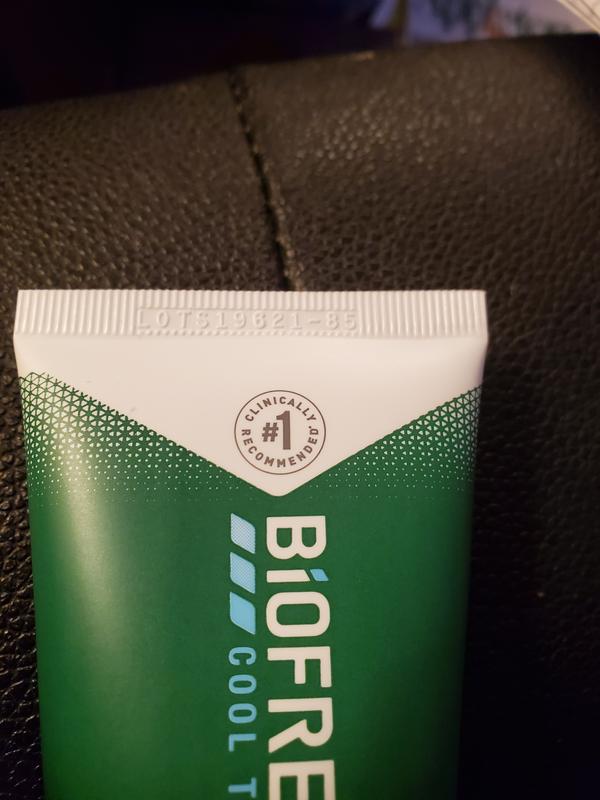 LOTS19621-85
CLINICALLY
#1
RECOMMENDED*
BIOFRE
COOL T